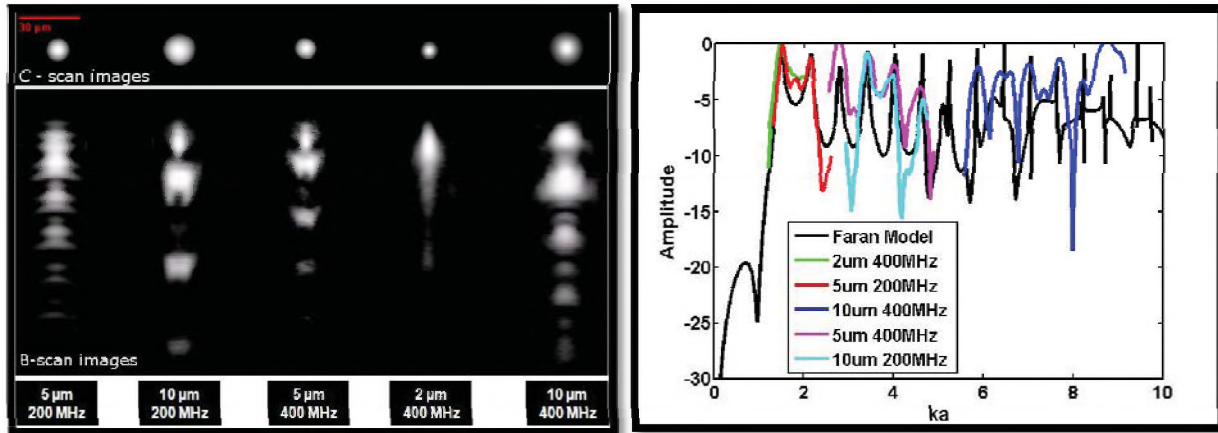 30 µm
C - scan images
B-scan images
5 µm
200 MHz
10 µm
200 MHz
5 µm
400 MHz
2 µm
400 MHz
10 µm
400 MHz
Amplitude
0
-5
-10
-15
-20
-25
-30
Faran Model
2um 400MHz
5um 200MHz
10um 400MHz
5um 400MHz
10um 200MHz
0
2
4
6
8
10
ka